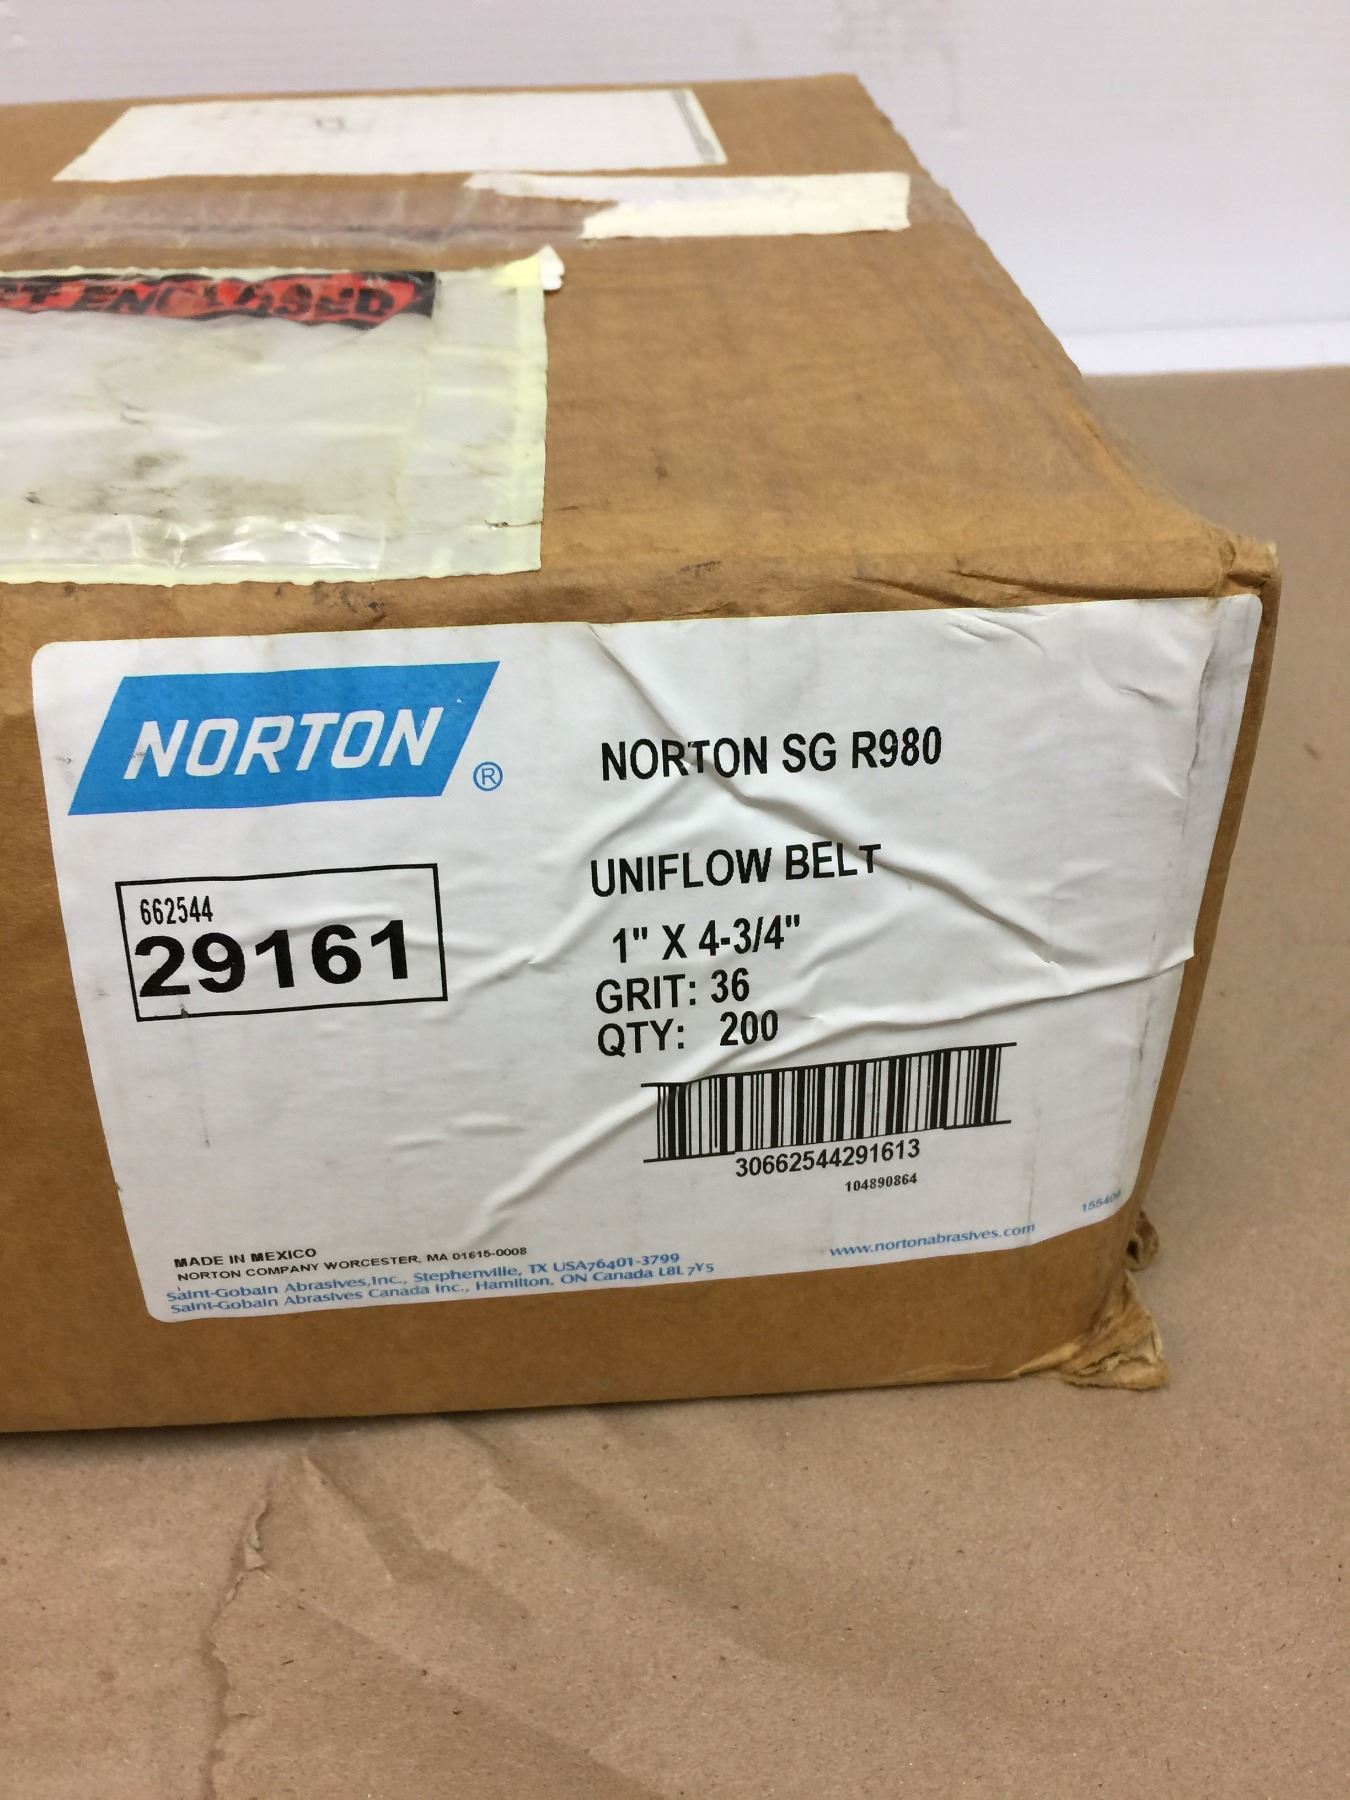 ENCLOSED
NORTON®
NORTON SG R980
UNIFLOW BELT
1" X 4-3/4"
GRIT: 36
QTY: 200
662544
29161
30662544291613
104890864
MADE IN MEXICO
NORTON COMPANY WORCESTER, MA 01615-0008
Saint-Gobain Abrasives, Inc., Stephenville, TX USA76401-3799
Saint-Gobain Abrasives Canada Inc., Hamilton, ON Canada L8L 7Y5
www.nortonabrasives.com